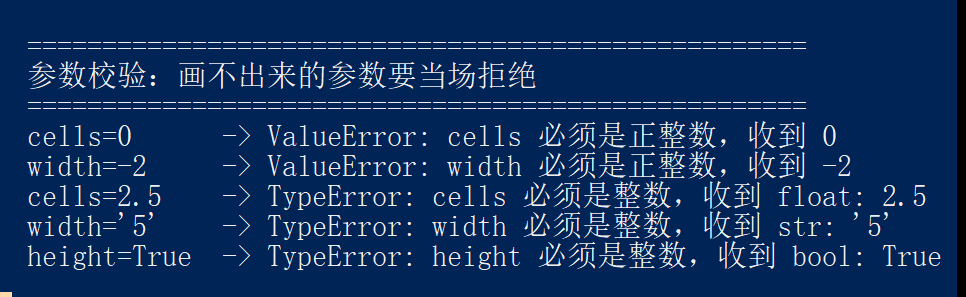 ====================================================
参数校验：画不出来的参数要当场拒绝
====================================================
cells=0      -> ValueError: cells 必须是正整数，收到 0
width=-2     -> ValueError: width 必须是正整数，收到 -2
cells=2.5    -> TypeError: cells 必须是整数，收到 float: 2.5
width='5'    -> TypeError: width 必须是整数，收到 str: '5'
height=True  -> TypeError: height 必须是整数，收到 bool: True